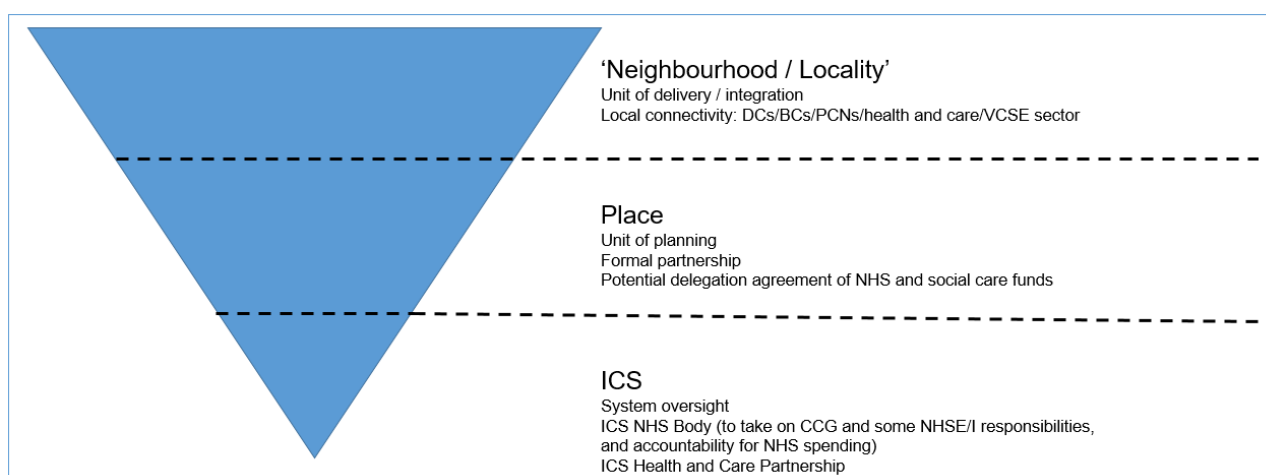 ‘Neighbourhood / Locality’
Unit of delivery / integration
Local connectivity: DCs/BCs/PCNs/health and care/VCSE sector
Place
Unit of planning
Formal partnership
Potential delegation agreement of NHS and social care funds
ICS
System oversight
ICS NHS Body (to take on CCG and some NHSE/I responsibilities,
and accountability for NHS spending)
ICS Health and Care Partnership